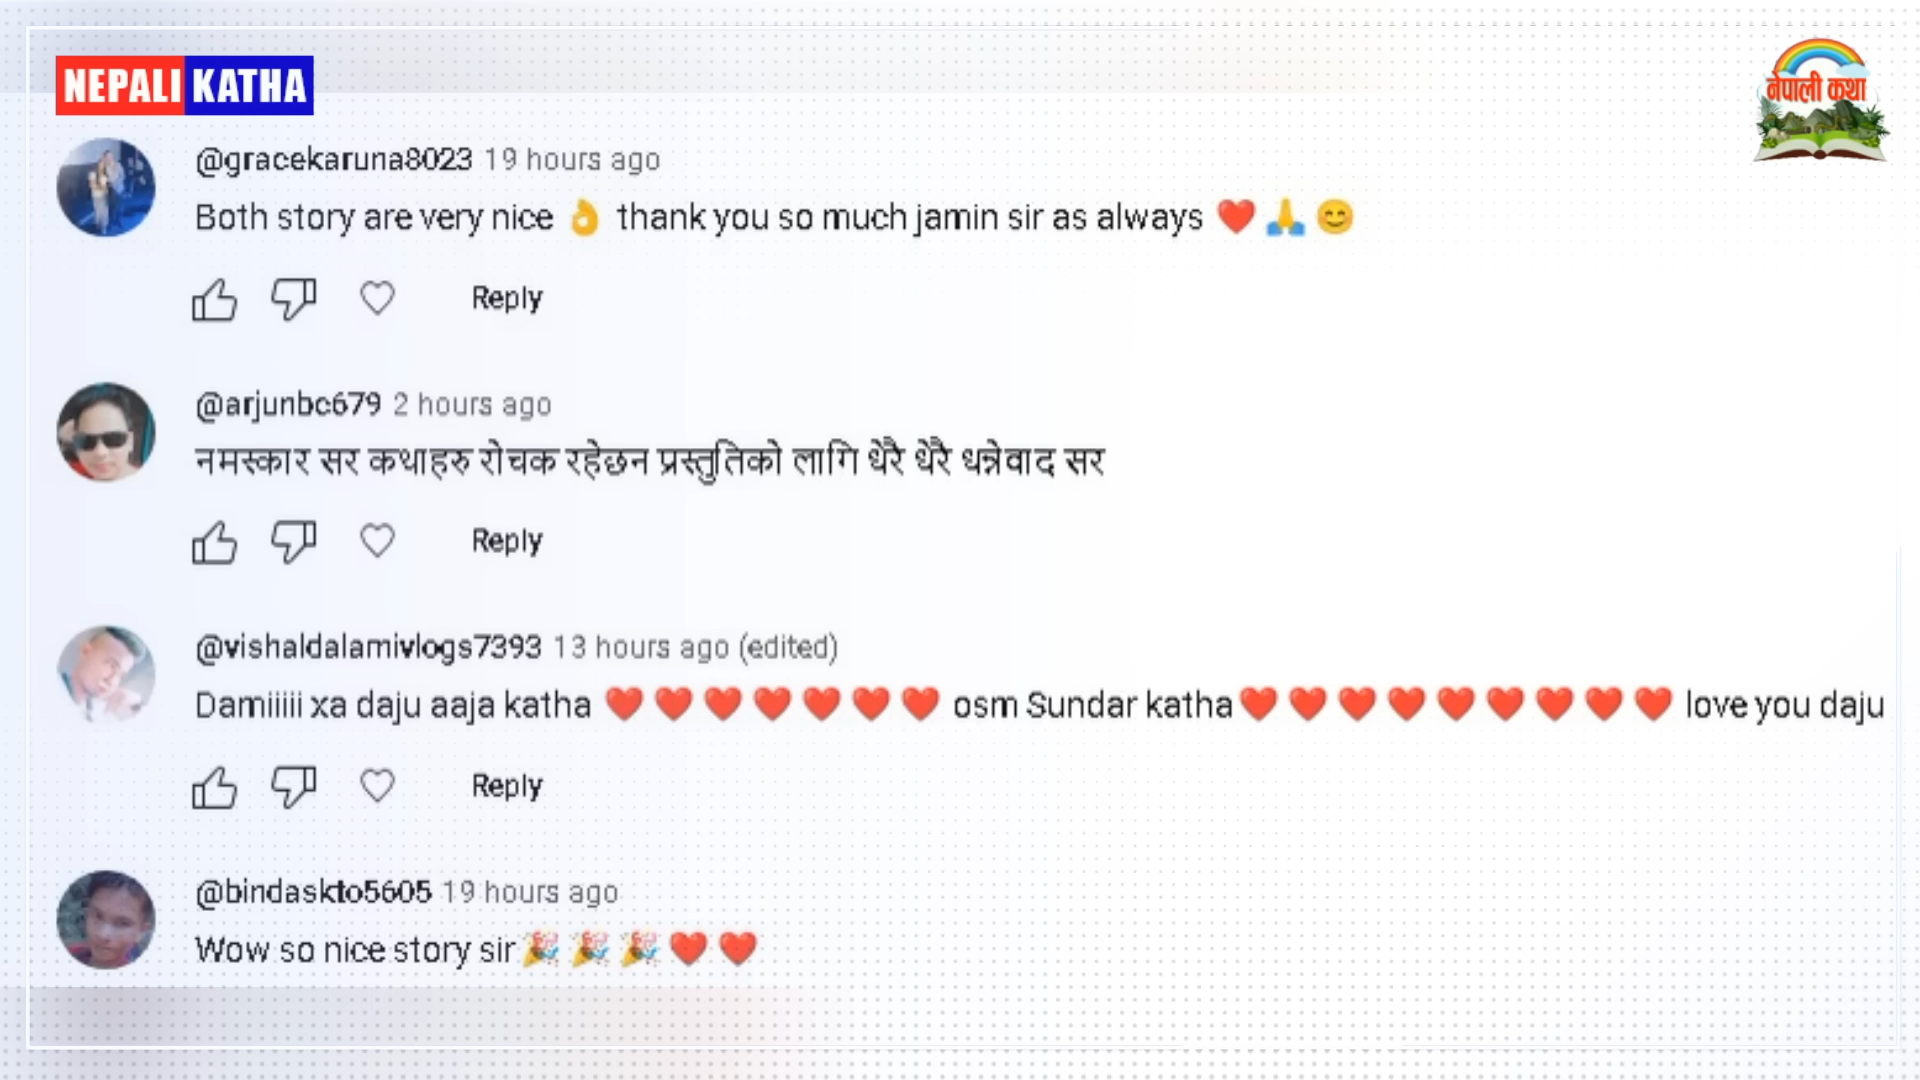 NEPALI KATHA
नेपाली कथा
@gracekaruna8023 19 hours ago
Both story are very nice 👌 thank you so much jamin sir as always ❤️🙏😊
Reply
@arjunbc679 2 hours ago
नमस्कार सर कथाहरु रोचक रहेछन प्रस्तुतिको लागि धेरै धेरै धन्नेवाद सर
Reply
@vishaldalamivlogs7393 13 hours ago (edited)
Damiiiii xa daju aaja katha ❤️❤️❤️❤️❤️❤️❤️ osm Sundar katha❤️❤️❤️❤️❤️❤️❤️❤️❤️ love you daju
Reply
@bindaskto5605 19 hours ago
Wow so nice story sir🎉🎉🎉❤️❤️